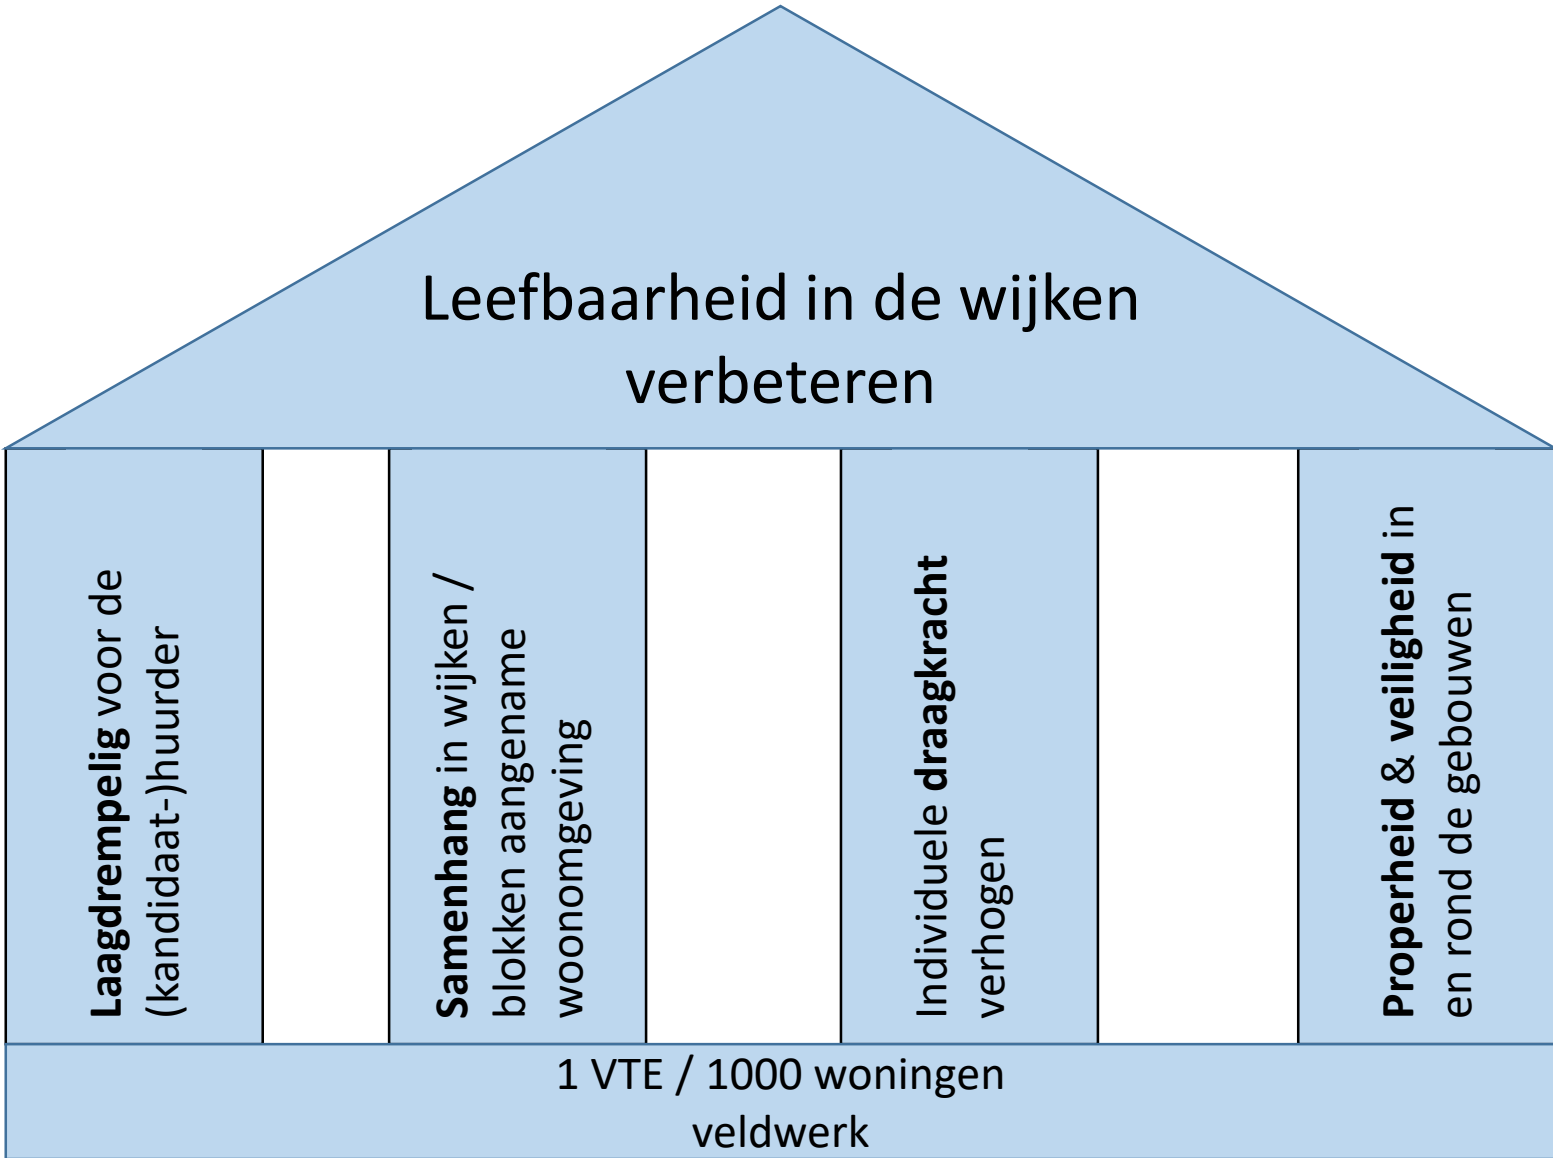 Leefbaarheid in de wijken
verbeteren
Laagdrempelig voor de
(kandidaat-)huurder
Samenhang in wijken /
blokken aangename
woonomgeving
Individuele draagkracht
verhogen
Properheid & veiligheid in
en rond de gebouwen
1 VTE / 1000 woningen
veldwerk